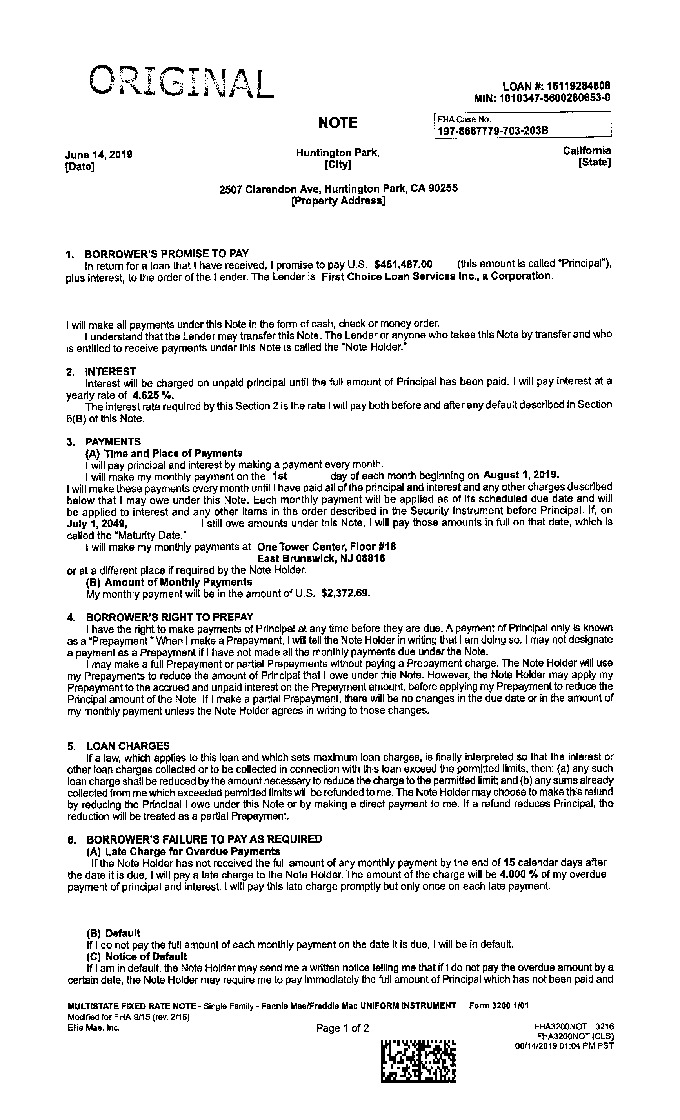 ORIGINAL
LOAN #: 16119284808
MIN: 1010347-5600280653-0
NOTE
FHA Case No.
197-8667779-703-203B
June 14, 2019
[Date]
Huntington Park,
[City]
California
[State]
2507 Clarendon Ave, Huntington Park, CA 90255
[Property Address]
1. BORROWER'S PROMISE TO PAY
In return for a loan that I have received, I promise to pay U.S. $461,487.00 (this amount is called "Principal"),
plus interest, to the order of the Lender. The Lender is First Choice Loan Services Inc., a Corporation.
I will make all payments under this Note in the form of cash, check or money order.
I understand that the Lender may transfer this Note. The Lender or anyone who takes this Note by transfer and who
is entitled to receive payments under this Note is called the "Note Holder."
2. INTEREST
Interest will be charged on unpaid principal until the full amount of Principal has been paid. I will pay interest at a
yearly rate of 4.625 %.
The interest rate required by this Section 2 is the rate I will pay both before and after any default described in Section
6(B) of this Note.
3. PAYMENTS
(A) Time and Place of Payments
I will pay principal and interest by making a payment every month.
I will make my monthly payment on the 1st day of each month beginning on August 1, 2019.
I will make these payments every month until I have paid all of the principal and interest and any other charges described
below that I may owe under this Note. Each monthly payment will be applied as of its scheduled due date and will
be applied to interest and any other items in the order described in the Security Instrument before Principal. If, on
July 1, 2049, I still owe amounts under this Note, I will pay those amounts in full on that date, which is
called the "Maturity Date."
I will make my monthly payments at One Tower Center, Floor #18
East Brunswick, NJ 08816
or at a different place if required by the Note Holder.
(B) Amount of Monthly Payments
My monthly payment will be in the amount of U.S. $2,372.69.
4. BORROWER'S RIGHT TO PREPAY
I have the right to make payments of Principal at any time before they are due. A payment of Principal only is known
as a "Prepayment." When I make a Prepayment, I will tell the Note Holder in writing that I am doing so. I may not designate
a payment as a Prepayment if I have not made all the monthly payments due under the Note.
I may make a full Prepayment or partial Prepayments without paying a Prepayment charge. The Note Holder will use
my Prepayments to reduce the amount of Principal that I owe under this Note. However, the Note Holder may apply my
Prepayment to the accrued and unpaid interest on the Prepayment amount, before applying my Prepayment to reduce the
Principal amount of the Note. If I make a partial Prepayment, there will be no changes in the due date or in the amount of
my monthly payment unless the Note Holder agrees in writing to those changes.
5. LOAN CHARGES
If a law, which applies to this loan and which sets maximum loan charges, is finally interpreted so that the interest or
other loan charges collected or to be collected in connection with this loan exceed the permitted limits, then: (a) any such
loan charge shall be reduced by the amount necessary to reduce the charge to the permitted limit; and (b) any sums already
collected from me which exceeded permitted limits will be refunded to me. The Note Holder may choose to make this refund
by reducing the Principal I owe under this Note or by making a direct payment to me. If a refund reduces Principal, the
reduction will be treated as a partial Prepayment.
6. BORROWER'S FAILURE TO PAY AS REQUIRED
(A) Late Charge for Overdue Payments
If the Note Holder has not received the full amount of any monthly payment by the end of 15 calendar days after
the date it is due, I will pay a late charge to the Note Holder. The amount of the charge will be 4.000 % of my overdue
payment of principal and interest. I will pay this late charge promptly but only once on each late payment.
(B) Default
If I do not pay the full amount of each monthly payment on the date it is due, I will be in default.
(C) Notice of Default
If I am in default, the Note Holder may send me a written notice telling me that if I do not pay the overdue amount by a
certain date, the Note Holder may require me to pay immediately the full amount of Principal which has not been paid and
MULTISTATE FIXED RATE NOTE - Single Family - Fannie Mae/Freddie Mac UNIFORM INSTRUMENT Form 3200 1/01
Modified for FHA 9/15 (rev. 2/16)
Ellie Mae, Inc.
Page 1 of 2
FHA3200NOT 0216
FHA3200NOT (CLS)
06/14/2019 01:04 PM PST